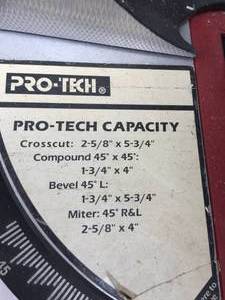 PRO-TECH®
PRO-TECH CAPACITY
Crosscut: 2-5/8" x 5-3/4"
Compound 45° x 45°:
1-3/4" x 4"
Bevel 45° L:
1-3/4" x 5-3/4"
Miter: 45° R&L
2-5/8" x 4"
45